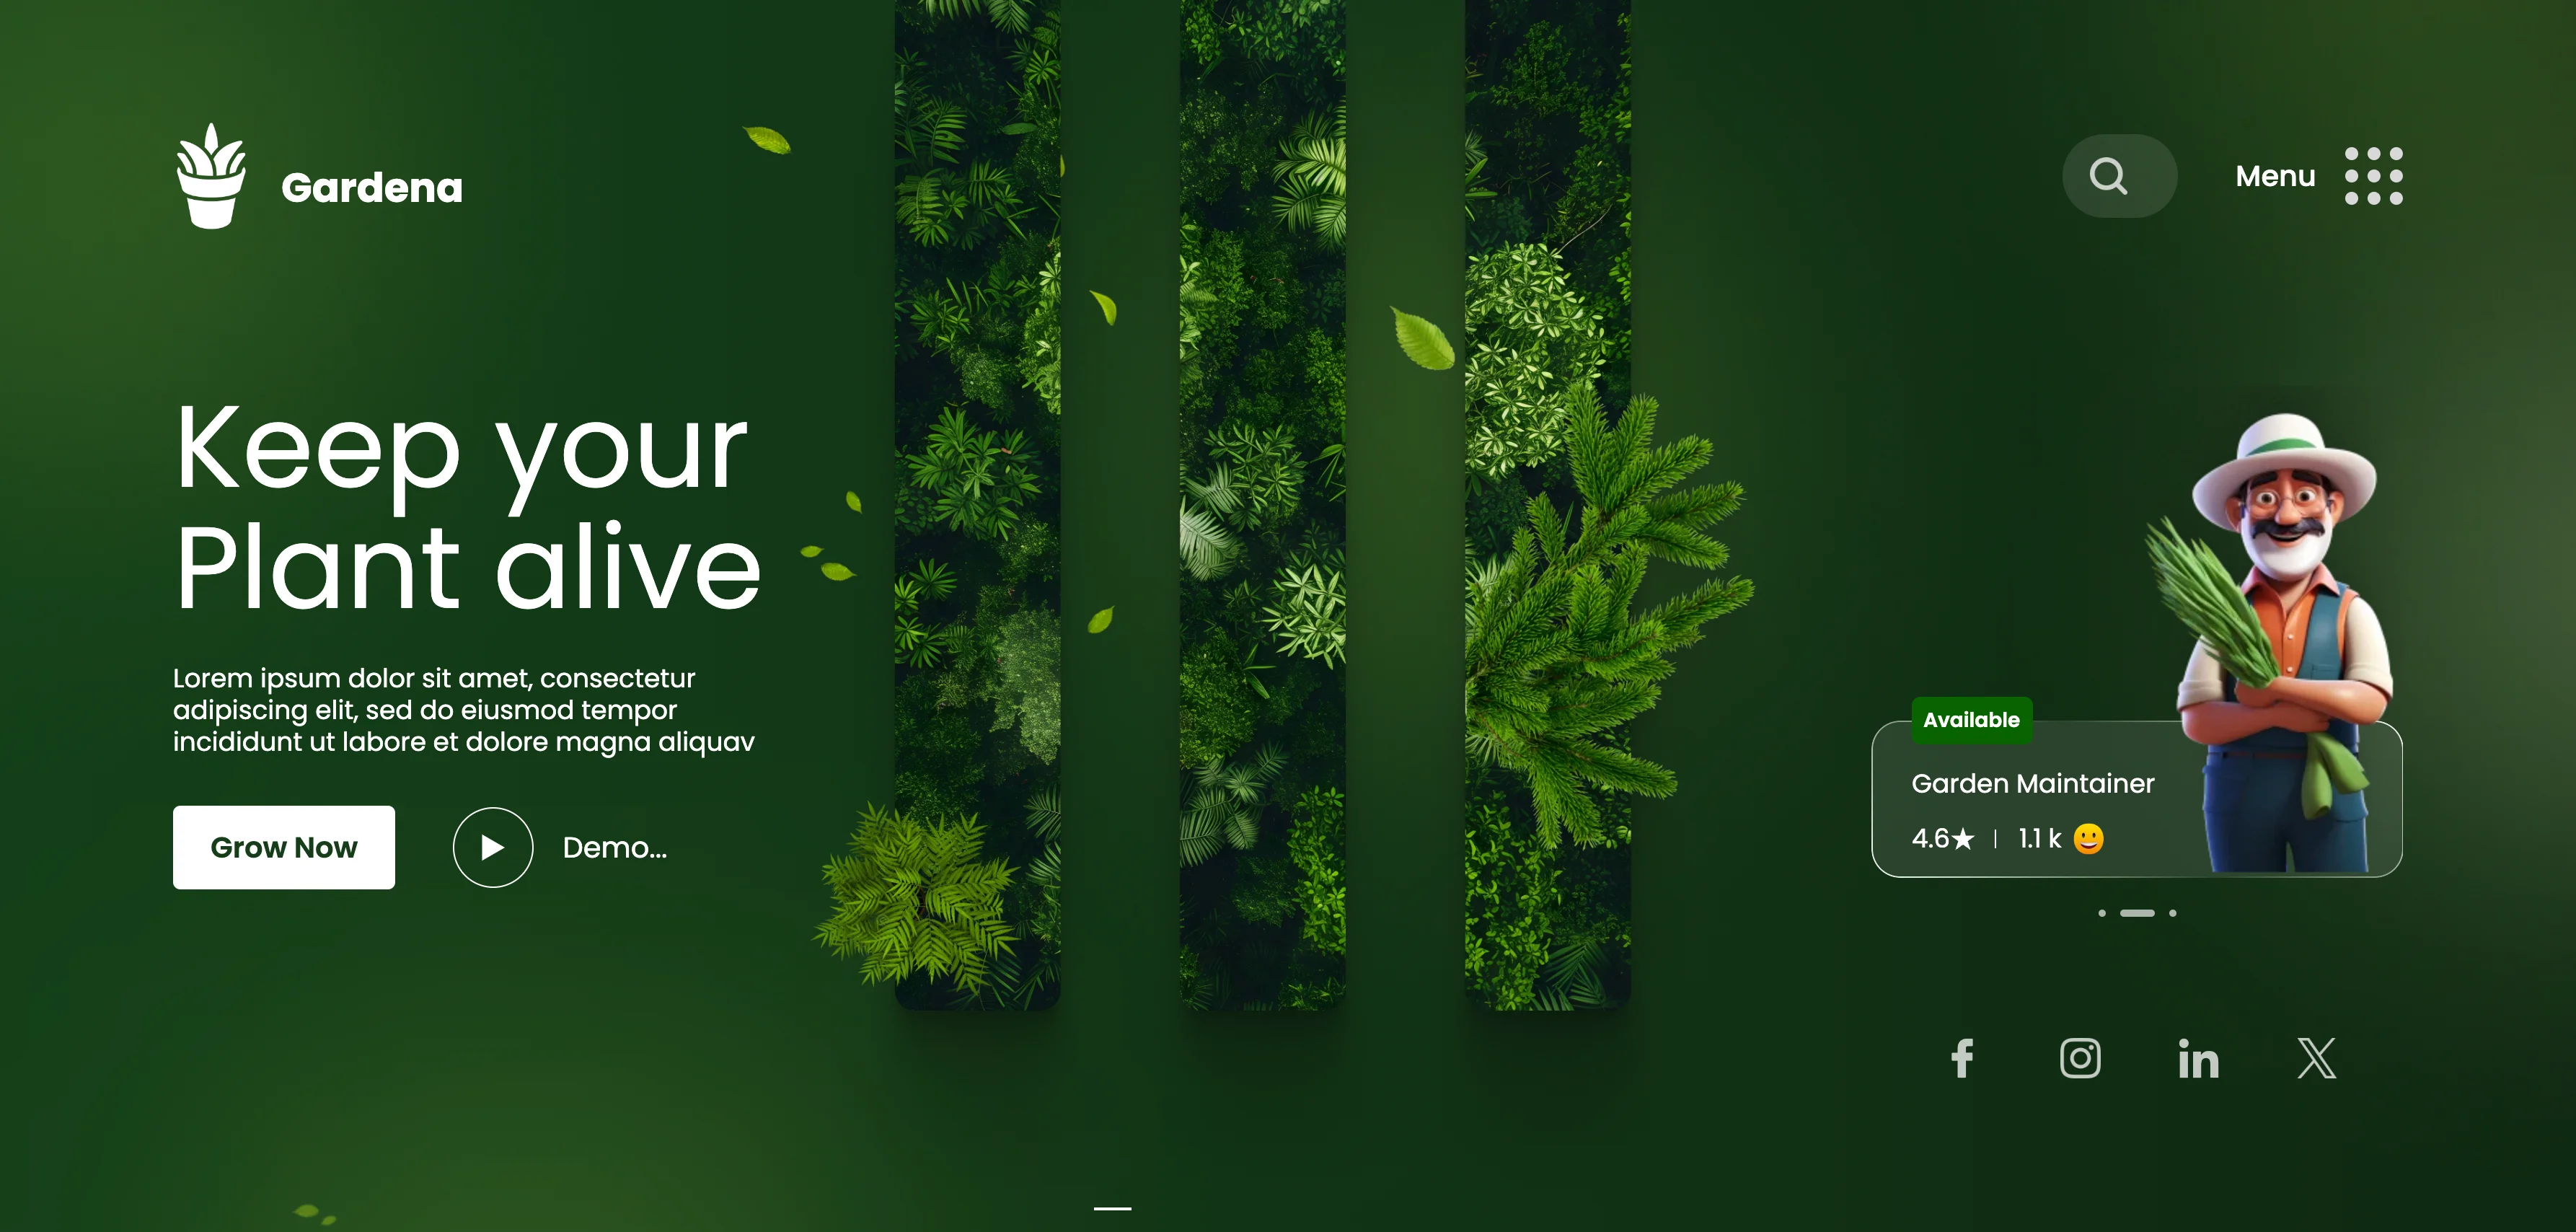 Gardena
Menu
Keep your
Plant alive
Lorem ipsum dolor sit amet, consectetur
adipiscing elit, sed do eiusmod tempor
incididunt ut labore et dolore magna aliquav
Grow Now
Demo...
Available
Garden Maintainer
4.6★ | 1.1 k 😀